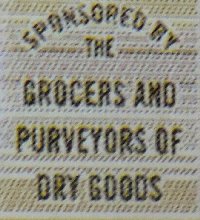 SPONSORED BY
THE
GROCERS AND
PURVEYORS OF
DRY GOODS